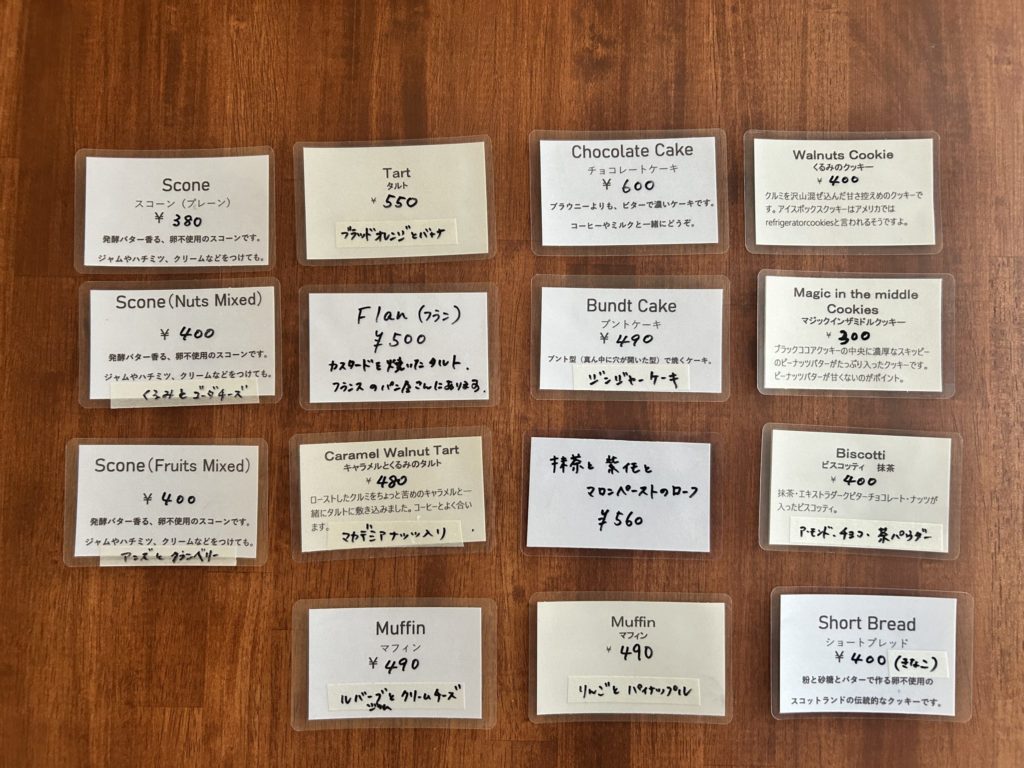 Scone
スコーン（プレーン）
¥ 380
発酵バター香る、卵不使用のスコーンです。
ジャムやハチミツ、クリームなどをつけても。
Tart
タルト
¥ 550
ブラッドオレンジとバナナ
Chocolate Cake
チョコレートケーキ
¥ 600
ブラウニーよりも、ビターで濃いケーキです。
コーヒーやミルクと一緒にどうぞ。
Walnuts Cookie
くるみのクッキー
¥ 400
クルミを沢山混ぜ込んだ甘さ控えめのクッキーで
す。アイスボックスクッキーはアメリカでは
refrigeratorcookiesと言われるそうですよ。
Scone(Nuts Mixed)
¥ 400
発酵バター香る、卵不使用のスコーンです。
ジャムやハチミツ、クリームなどをつけても。
くるみとゴーダチーズ
Flan (フラン)
¥500
カスタードを焼いたタルト.
フランスのパン屋さんにあります.
Bundt Cake
ブントケーキ
¥ 490
ブント型（真ん中に穴が開いた型）で焼くケーキ。
ジンジャーケーキ
Magic in the middle
Cookies
マジックインザミドルクッキー
¥ 300
ブラックココアクッキーの中央に濃厚なスキッピー
のピーナッツバターがたっぷり入ったクッキーです。
ピーナッツバターが甘くないのがポイント。
Scone(Fruits Mixed)
¥ 400
発酵バター香る、卵不使用のスコーンです。
ジャムやハチミツ、クリームなどをつけても。
アンズとクランベリー
Caramel Walnut Tart
キャラメルとくるみのタルト
¥ 480
ローストしたクルミをちょっと苦めのキャラメルと一
緒にタルトに敷き込みました。コーヒーとよく合い
ます。
マカデミアナッツ入り
抹茶と紫イモと
マロンペーストのローフ
¥560
Biscotti
ビスコッティ 抹茶
¥ 400
抹茶・エキストラダークビターチョコレート・ナッツが
入ったビスコッティ。
アーモンド・チョコ・茶パウダー
Muffin
マフィン
¥ 490
ルバーブとクリームチーズ
ジャム
Muffin
マフィン
¥ 490
りんごとパイナップル
Short Bread
ショートブレッド
¥ 400 (きなこ)
粉と砂糖とバターで作る卵不使用の
スコットランドの伝統的なクッキーです。